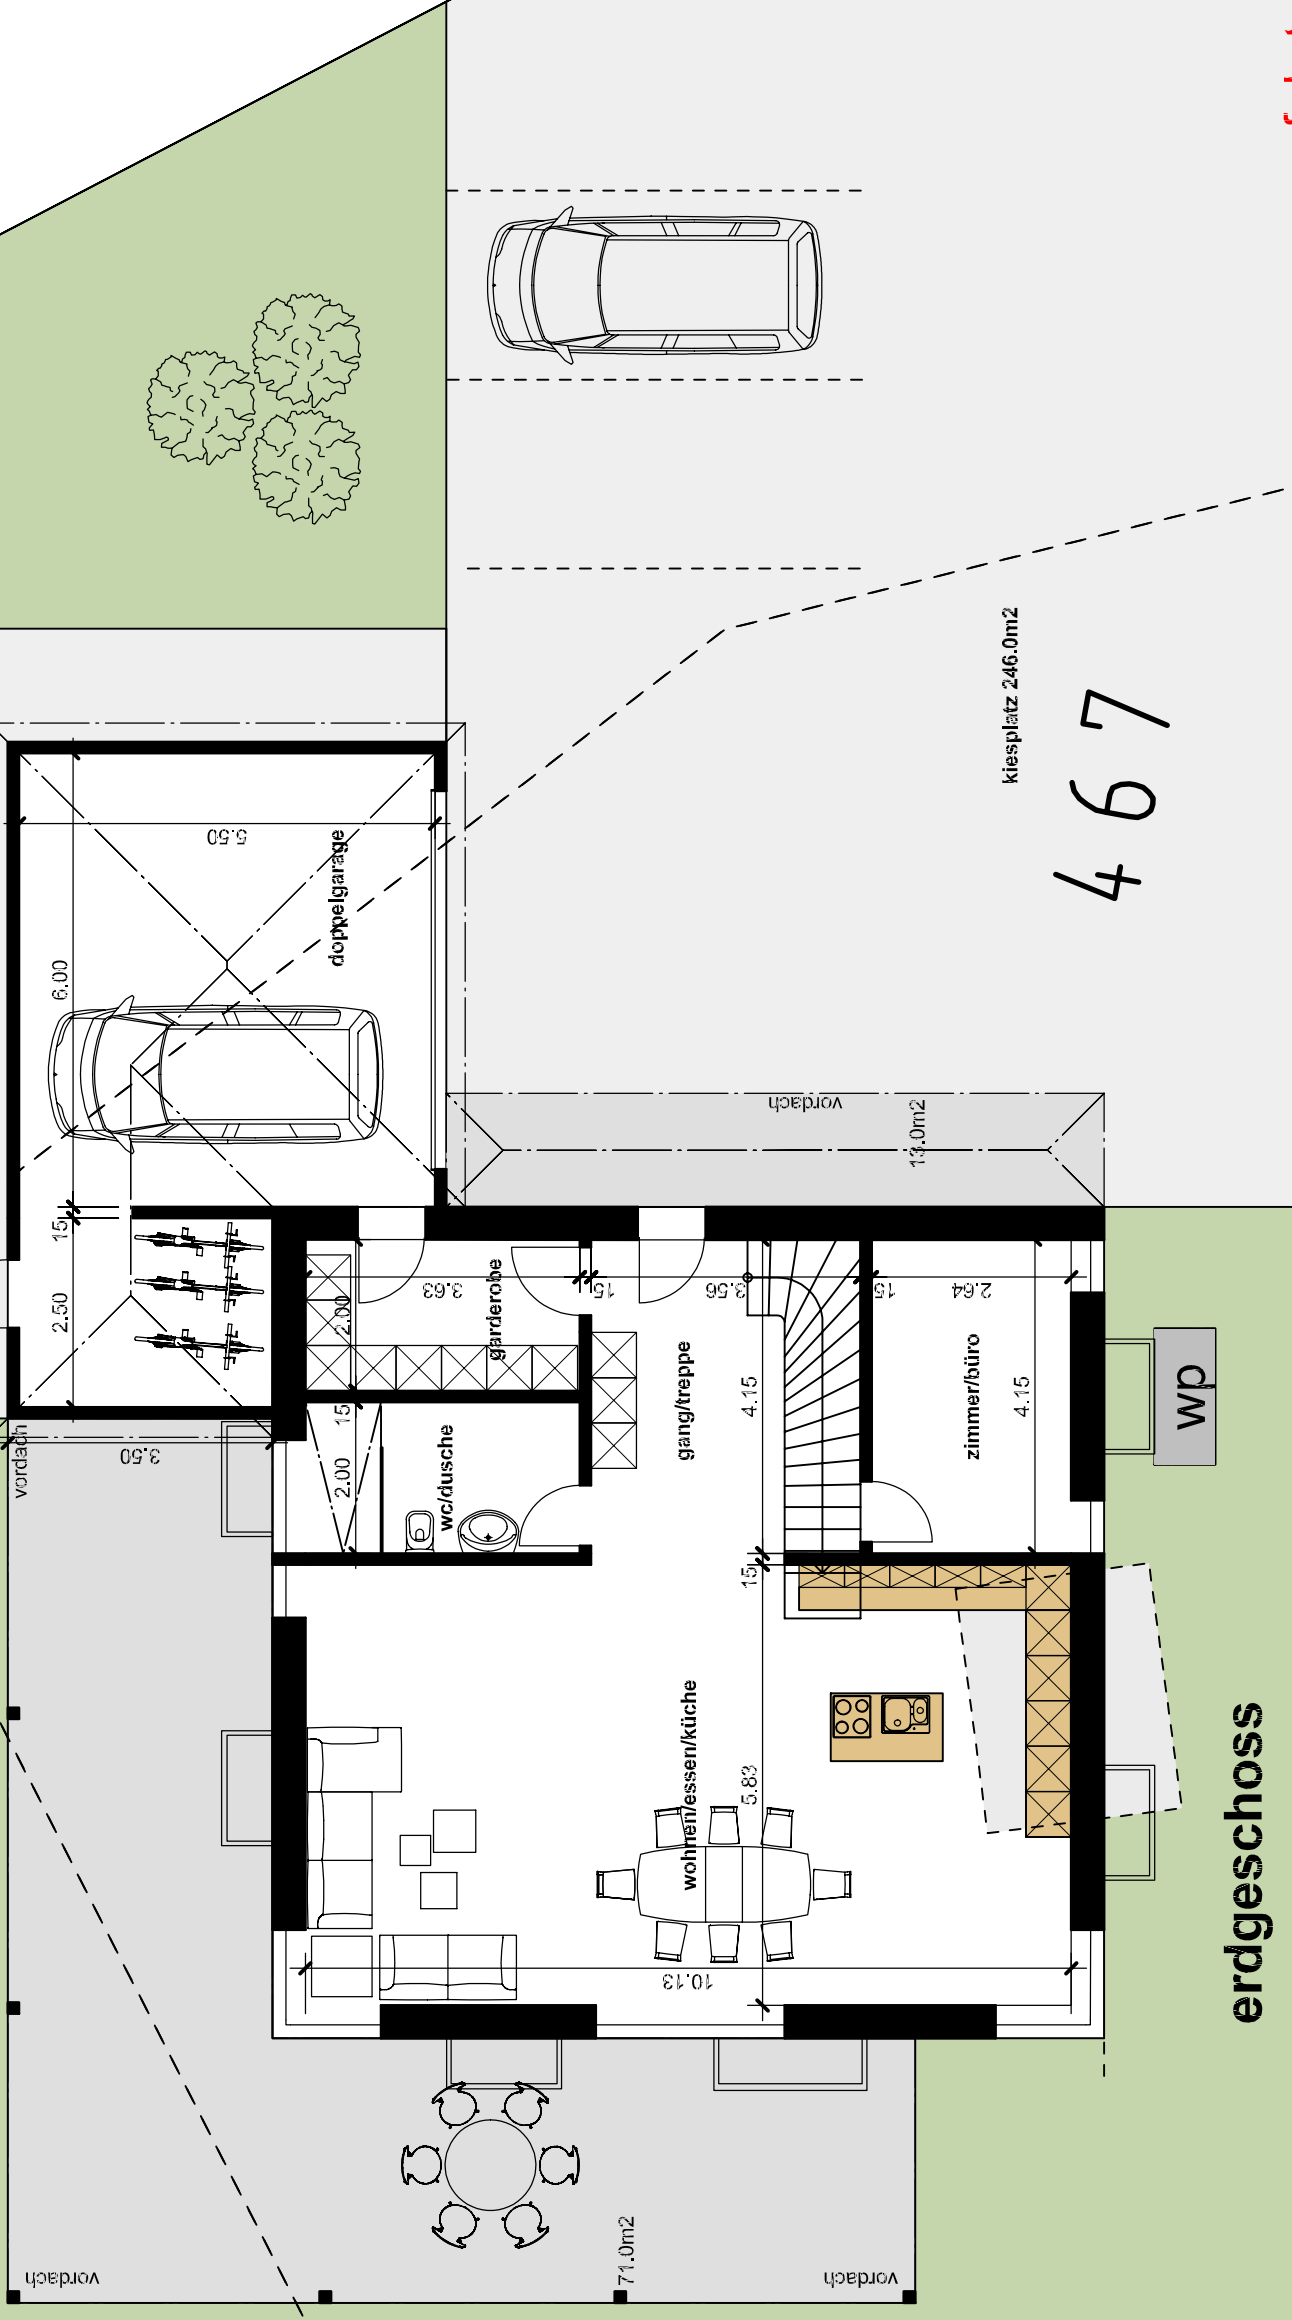 kiesplatz 246.0m2
467
5.50
doppelgarage
6.00
vordach
13.0m2
15
2.50
3.63
15
3.56
15
2.64
garderobe
2.00
gang/treppe
4.15
zimmer/büro
4.15
wp
vordach
3.50
15
wc/dusche
2.00
15
wohnen/essen/küche
5.83
10.13
erdgeschoss
71.0m2
vordach
vordach